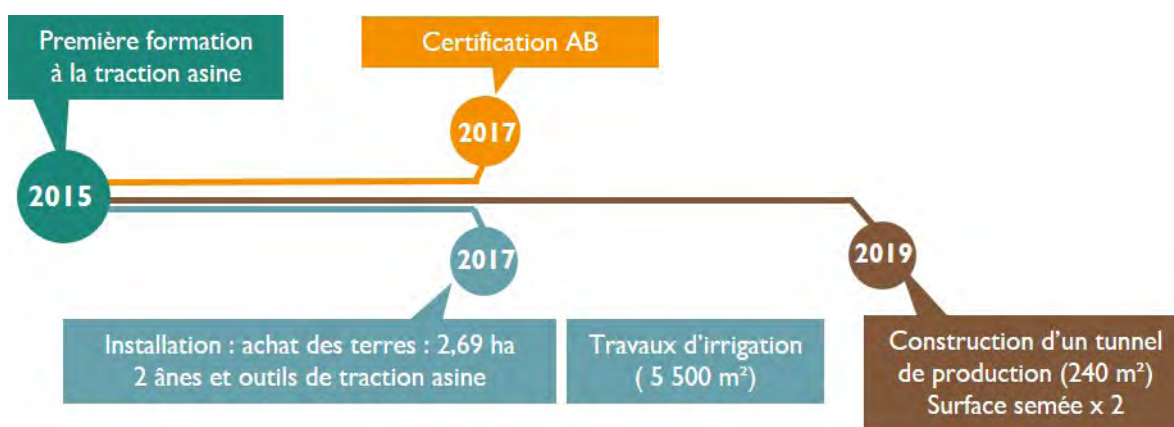 Première formation
à la traction asine
Certification AB
2017
2015
2017
2019
Installation : achat des terres : 2,69 ha
2 ânes et outils de traction asine
Travaux d'irrigation
( 5 500 m²)
Construction d'un tunnel
de production (240 m²)
Surface semée x 2